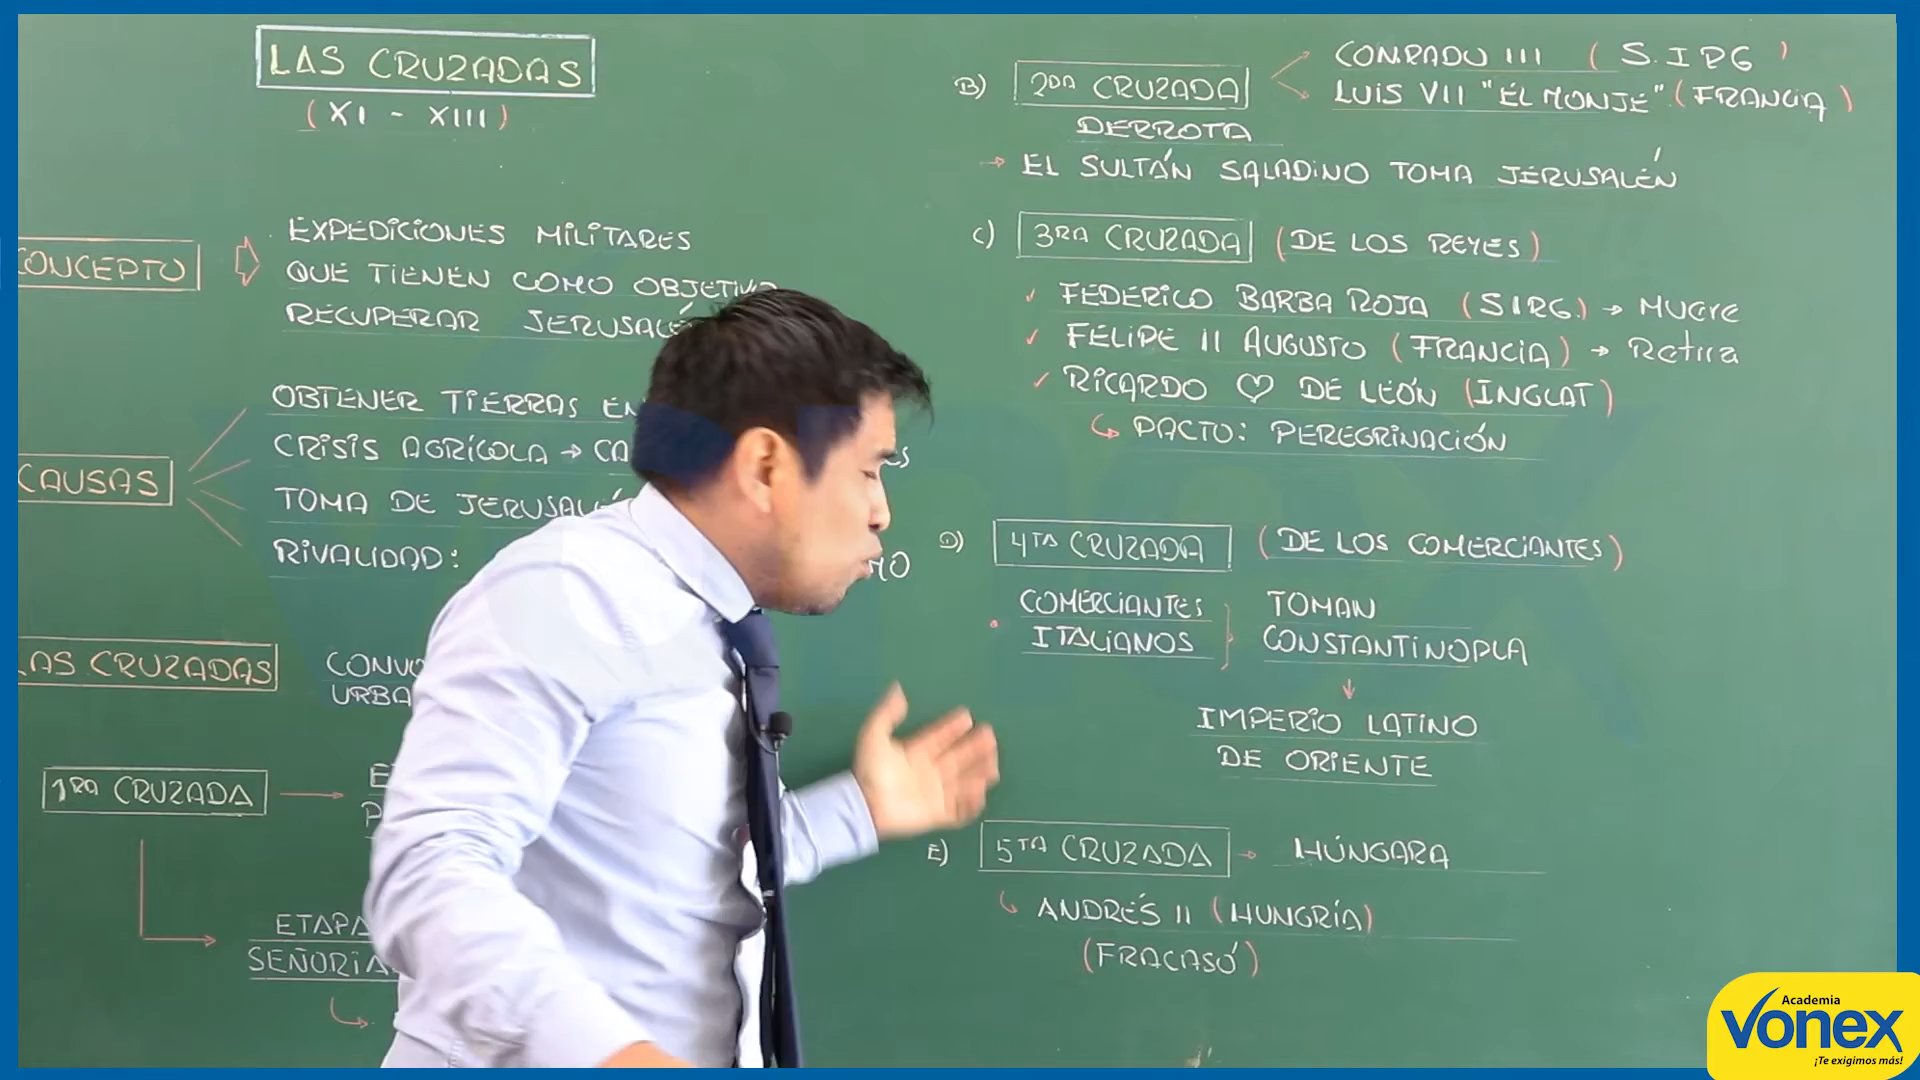 LAS CRUZADAS
(XI - XIII)
CONCEPTO
EXPEDICIONES MILITARES
QUE TIENEN COMO OBJETIVO
RECUPERAR JERUSALÉ
CAUSAS
OBTENER TIERRAS EN
CRISIS AGRÍCOLA → CA
TOMA DE JERUSALÉ
RIVALIDAD:
LAS CRUZADAS
CONVO
URBA
1RA CRUZADA
ETAPA
SEÑORIA
B) 2DA CRUZADA
DERROTA
CONRADO III (S.I.R.G)
LUIS VII "EL MONJE" (FRANCIA)
→ EL SULTÁN SALADINO TOMA JERUSALÉN
C) 3RA CRUZADA (DE LOS REYES)
✓ FEDERICO BARBA ROJA (SIRG.) → MUERE
✓ FELIPE II AUGUSTO (FRANCIA) → Retira
✓ RICARDO ♡ DE LEÓN (INGLAT)
↳ PACTO: PEREGRINACIÓN
D) 4TA CRUZADA (DE LOS COMERCIANTES)
COMERCIANTES
ITALIANOS
TOMAN
CONSTANTINOPLA
↓
IMPERIO LATINO
DE ORIENTE
E) 5TA CRUZADA → HÚNGARA
↳ ANDRÉS II (HUNGRÍA)
(FRACASÓ)
Academia
Vonex
¡Te exigimos más!